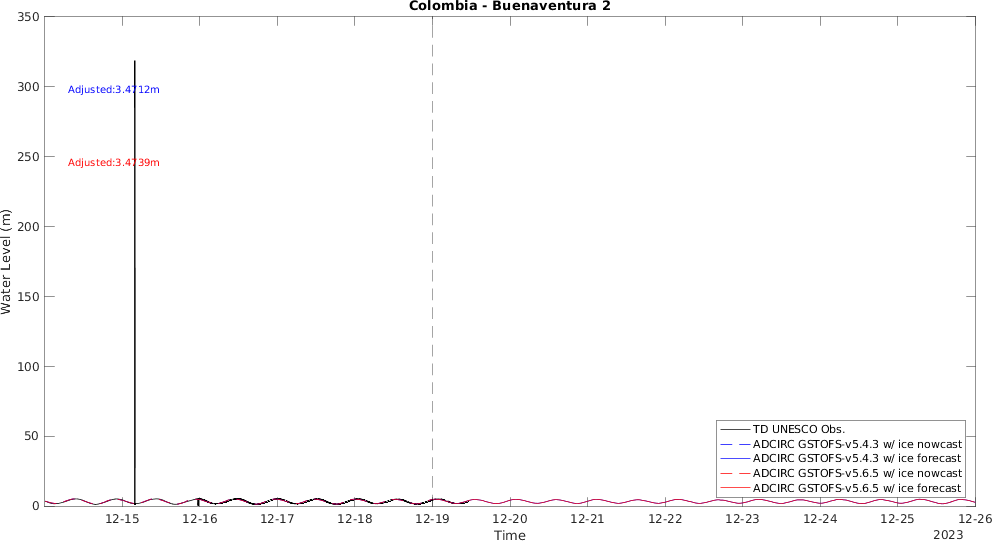 Colombia - Buenaventura 2
350
300
250
200
150
100
50
0
Water Level (m)
Adjusted:3.4712m
Adjusted:3.4739m
TD UNESCO Obs.
ADCIRC GSTOFS-v5.4.3 w/ ice nowcast
ADCIRC GSTOFS-v5.4.3 w/ ice forecast
ADCIRC GSTOFS-v5.6.5 w/ ice nowcast
ADCIRC GSTOFS-v5.6.5 w/ ice forecast
12-15 12-16 12-17 12-18 12-19 12-20 12-21 12-22 12-23 12-24 12-25 12-26
Time
2023